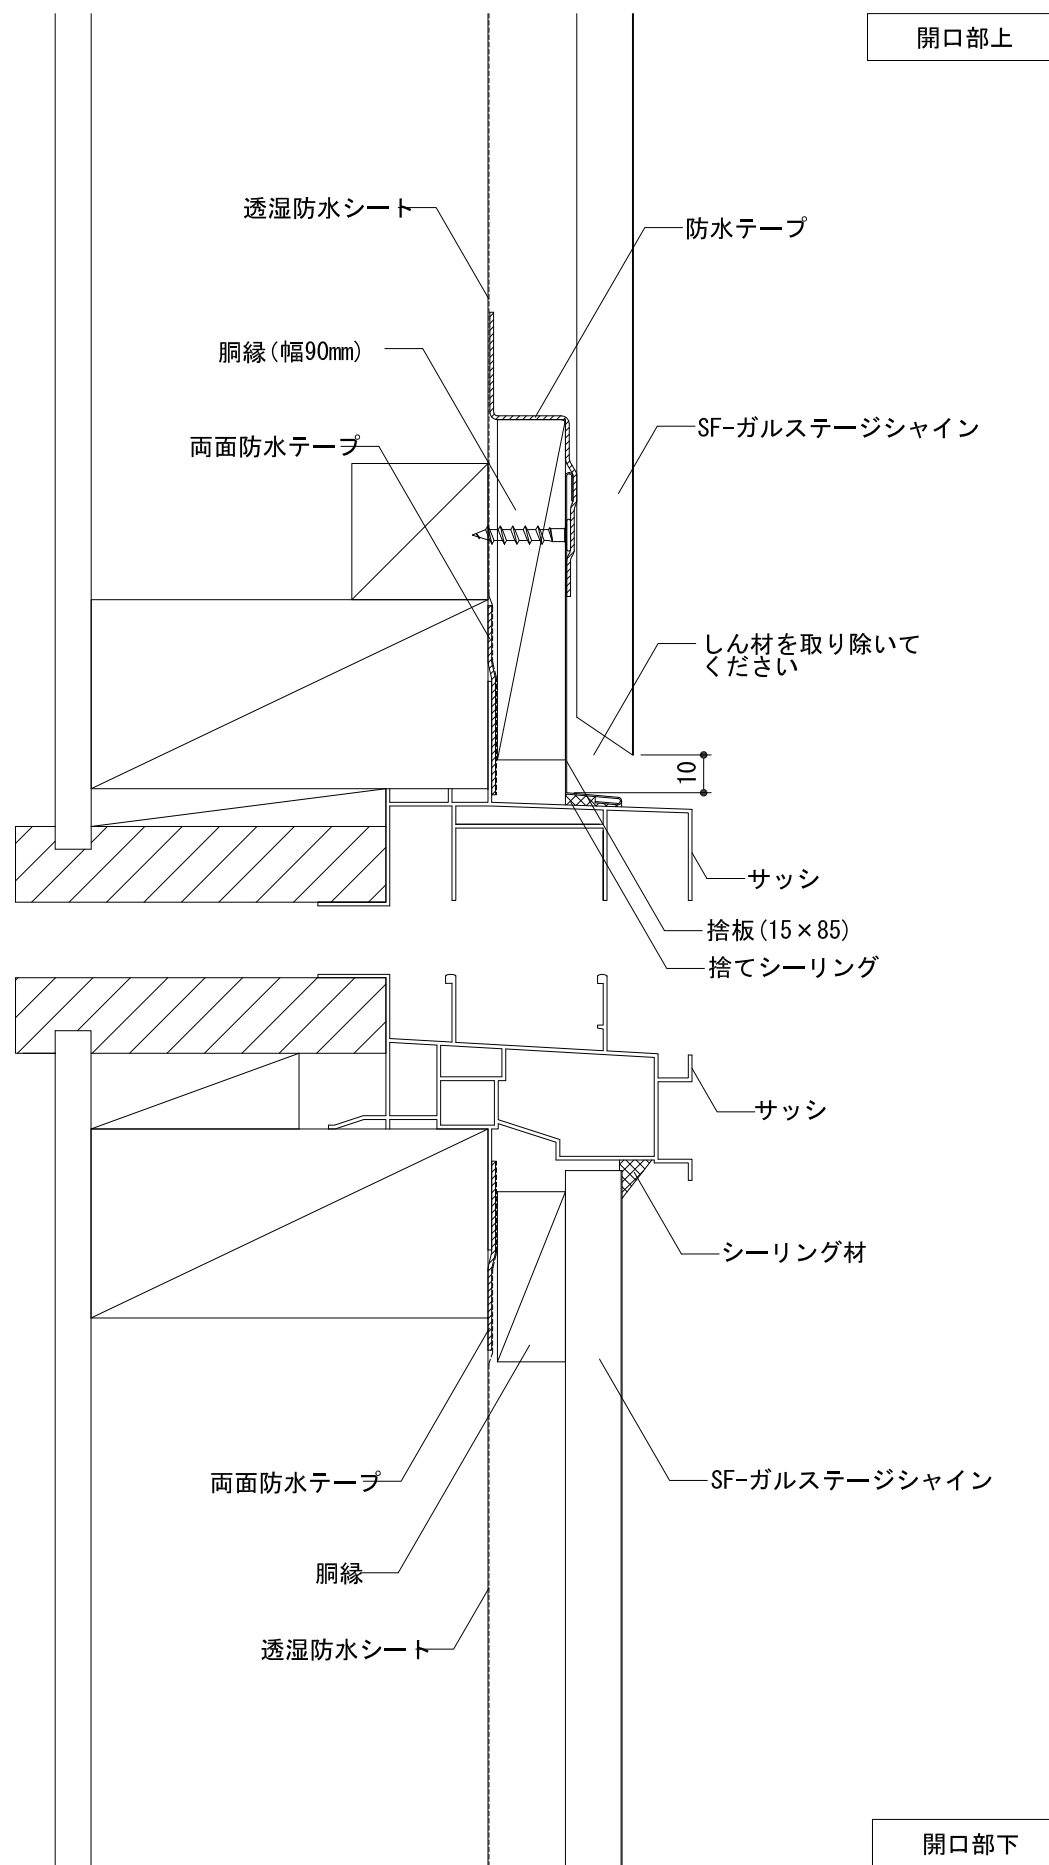 開口部上
透湿防水シート
防水テープ
胴縁(幅90mm)
SF-ガルステージシャイン
両面防水テープ
しん材を取り除いて
ください
10
サッシ
捨板(15×85)
捨てシーリング
サッシ
シーリング材
両面防水テープ
SF-ガルステージシャイン
胴縁
透湿防水シート
開口部下